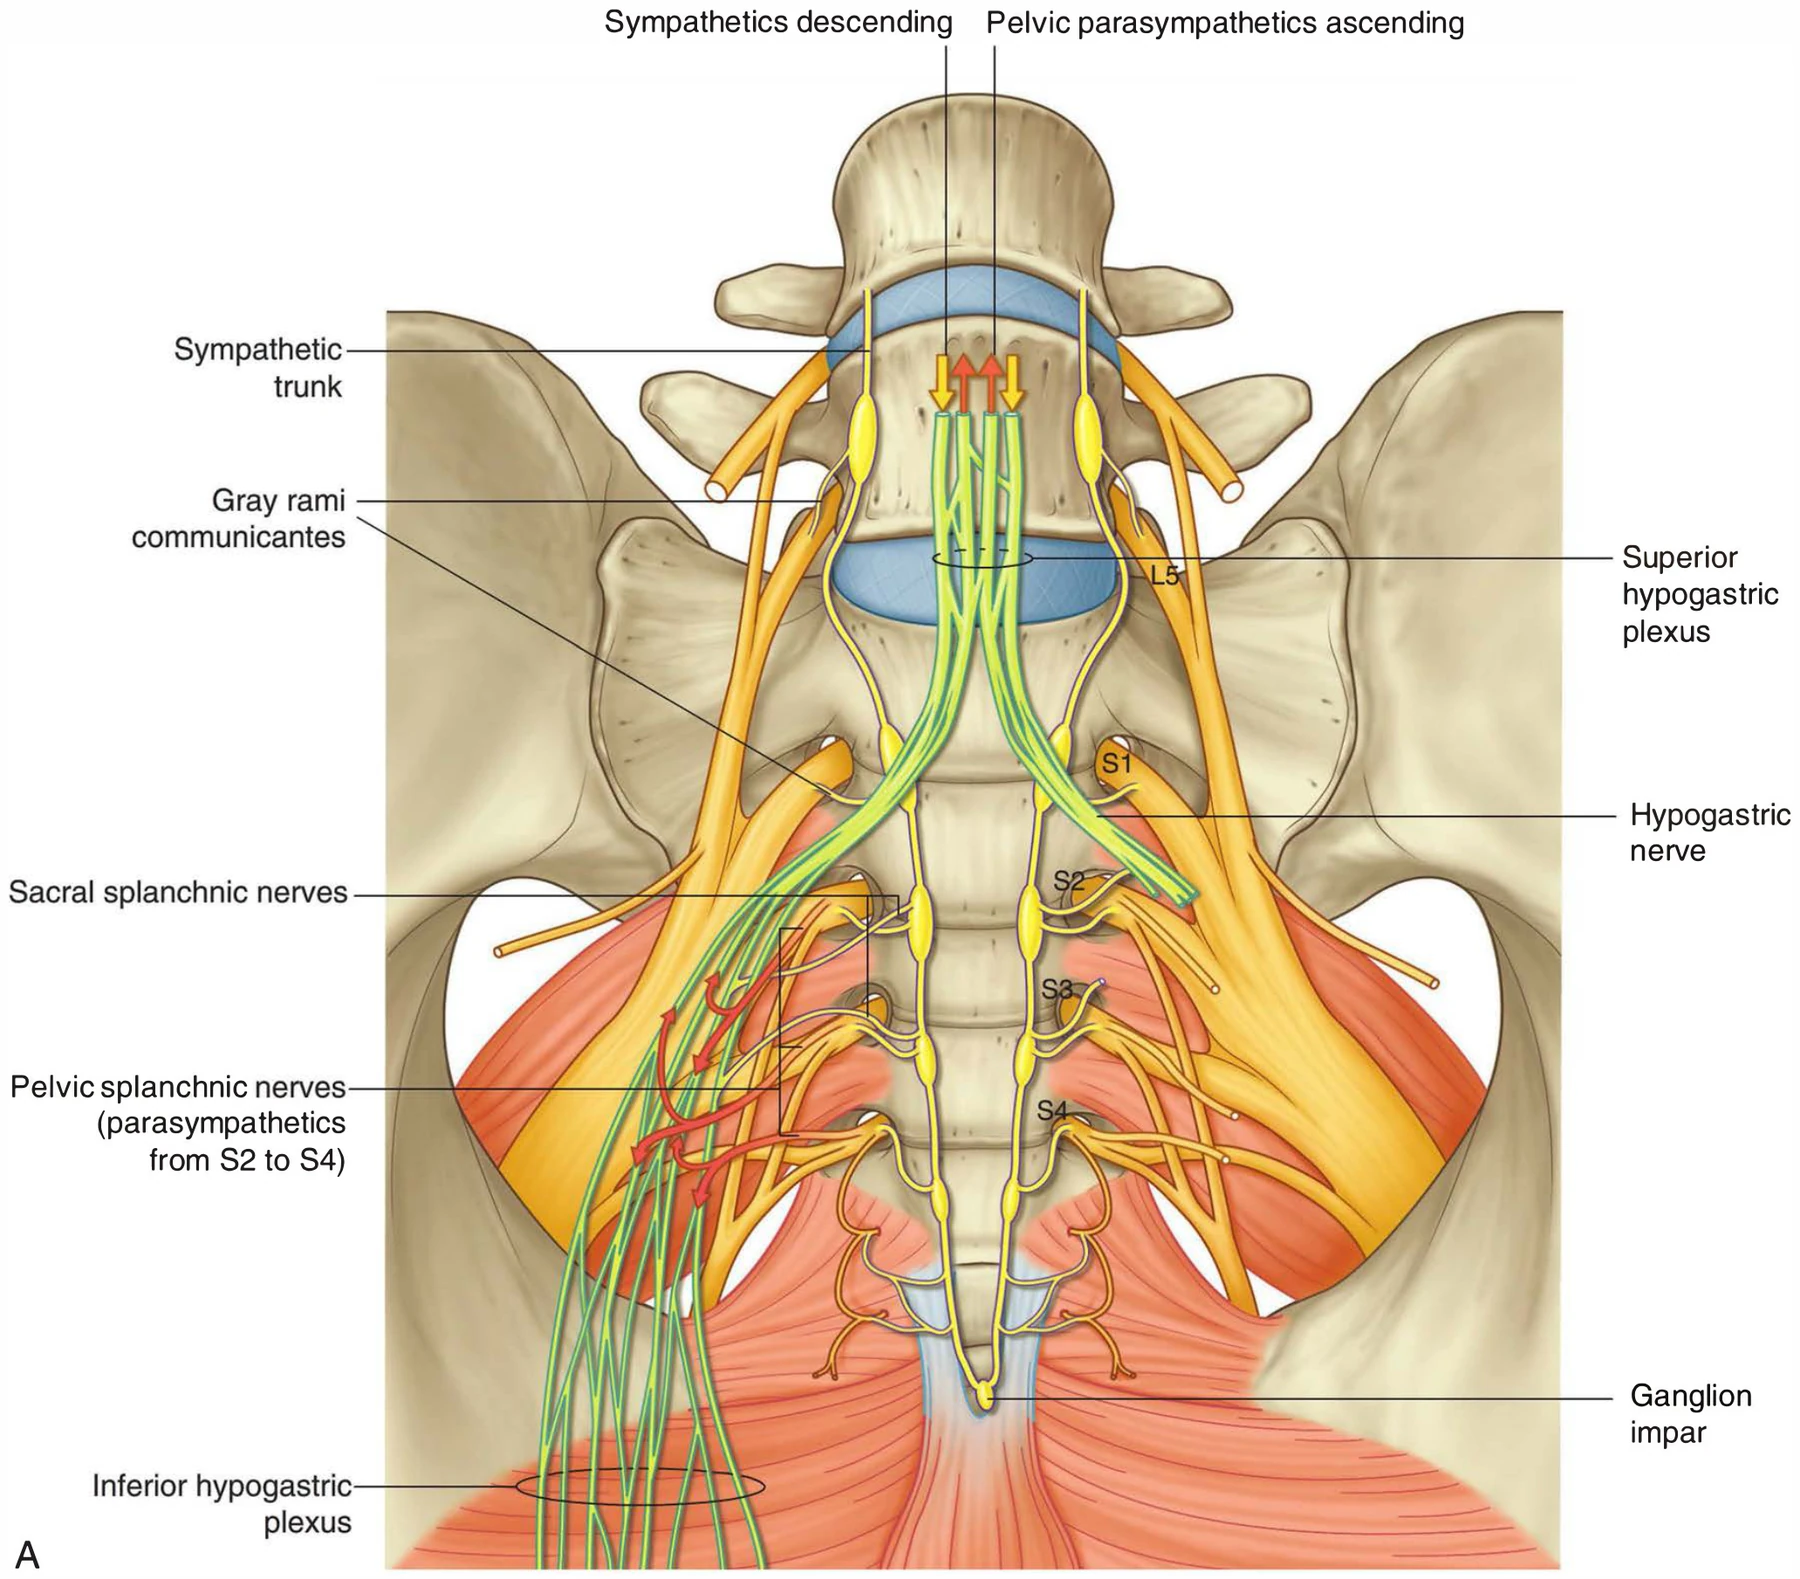 Sympathetics descending
Pelvic parasympathetics ascending
Sympathetic
trunk
Gray rami
communicantes
Superior
hypogastric
plexus
L5
S1
Hypogastric
nerve
Sacral splanchnic nerves
S2
S3
Pelvic splanchnic nerves
(parasympathetics
from S2 to S4)
S4
Ganglion
impar
Inferior hypogastric
plexus
A